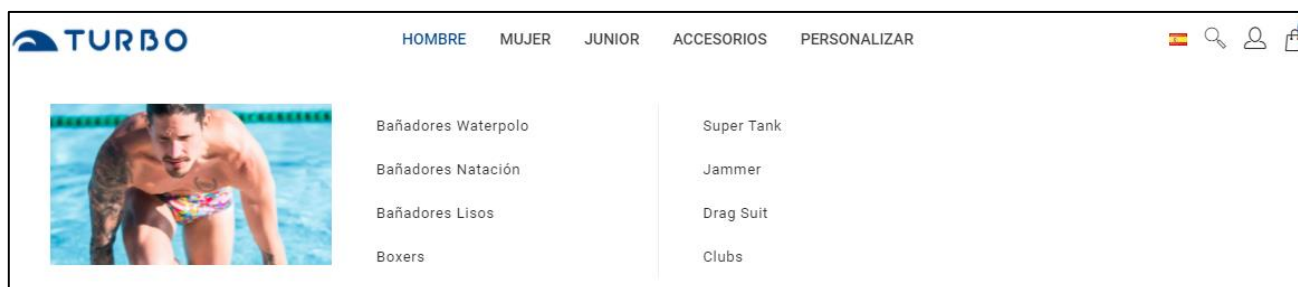 TURBO
HOMBRE MUJER JUNIOR ACCESORIOS PERSONALIZAR
Bañadores Waterpolo
Bañadores Natación
Bañadores Lisos
Boxers
Super Tank
Jammer
Drag Suit
Clubs